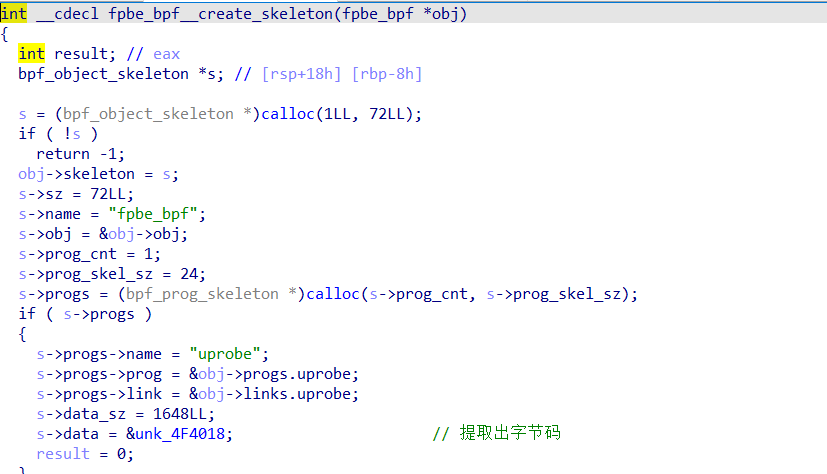 int __cdecl fpbe_bpf__create_skeleton(fpbe_bpf *obj)
{
  int result; // eax
  bpf_object_skeleton *s; // [rsp+18h] [rbp-8h]

  s = (bpf_object_skeleton *)calloc(1LL, 72LL);
  if ( !s )
    return -1;
  obj->skeleton = s;
  s->sz = 72LL;
  s->name = "fpbe_bpf";
  s->obj = &obj->obj;
  s->prog_cnt = 1;
  s->prog_skel_sz = 24;
  s->progs = (bpf_prog_skeleton *)calloc(s->prog_cnt, s->prog_skel_sz);
  if ( s->progs )
  {
    s->progs->name = "uprobe";
    s->progs->prog = &obj->progs.uprobe;
    s->progs->link = &obj->links.uprobe;
    s->data_sz = 1648LL;
    s->data = &unk_4F4018;                      // 提取出字节码
    result = 0;
  }